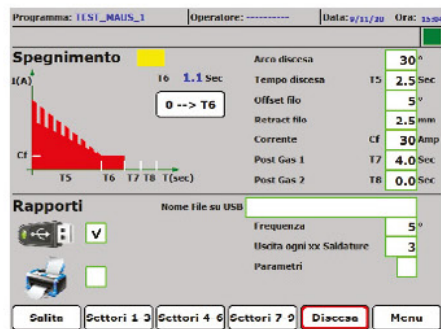 Programma: TEST_MAUS_1 Operatore: ---------- Data: 9/11/20 Ora: 15:04
Spegnimento
I(A)
T6 1.1 Sec
0 --> T6
Cf
T5 T6 T7 T8 T(sec)
Arco discesa 30 °
Tempo discesa T5 2.5 Sec
Offset filo 5 °
Retract filo 2.5 mm
Corrente Cf 30 Amp
Post Gas 1 T7 4.0 Sec
Post Gas 2 T8 0.0 Sec
Rapporti
Nome File su USB
Frequenza 5 °
Uscita ogni xx Saldature 3
Parametri
Salita Settori 1-3 Settori 4-6 Settori 7-9 Discesa Menu